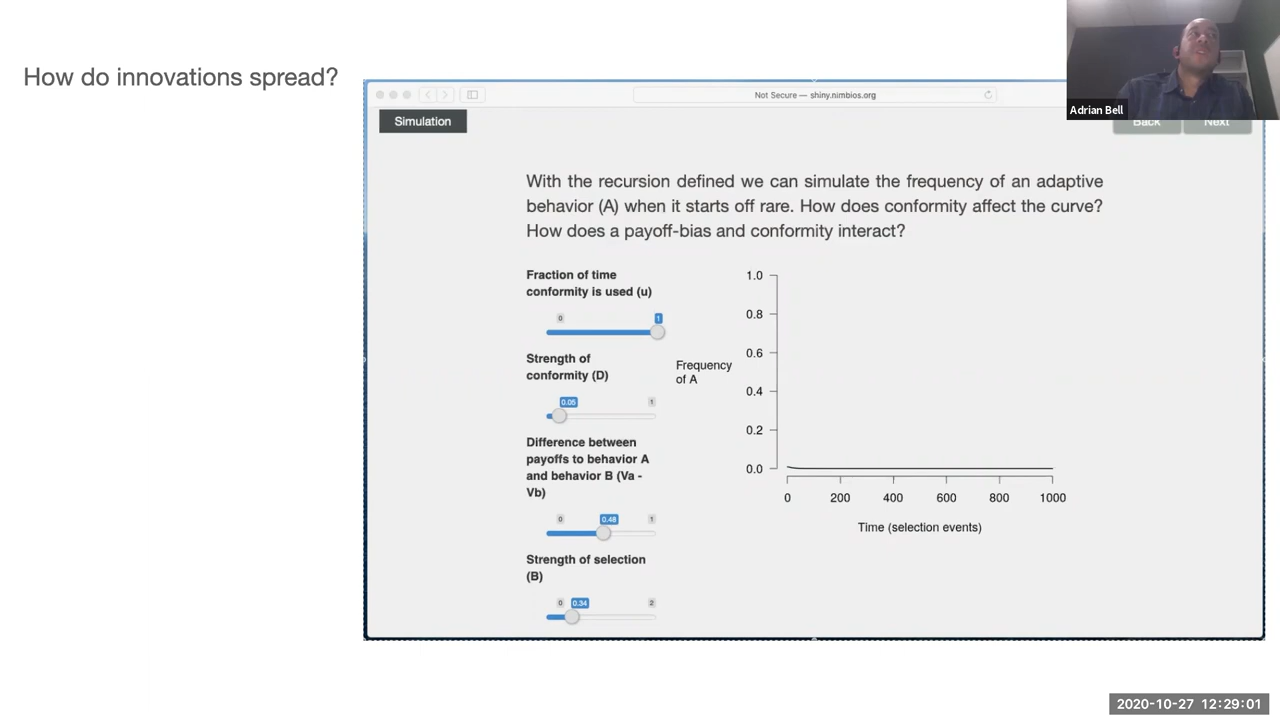 How do innovations spread?
Not Secure — shiny.nimbios.org
Adrian Bell
Simulation
Back
Next
With the recursion defined we can simulate the frequency of an adaptive
behavior (A) when it starts off rare. How does conformity affect the curve?
How does a payoff-bias and conformity interact?
Fraction of time
conformity is used (u)
0 1
Strength of
conformity (D)
0.05 1
Difference between
payoffs to behavior A
and behavior B (Va -
Vb)
0 0.48 1
Strength of selection
(B)
0 0.34 2
Frequency
of A
1.0
0.8
0.6
0.4
0.2
0.0
0 200 400 600 800 1000
Time (selection events)
2020-10-27 12:29:01